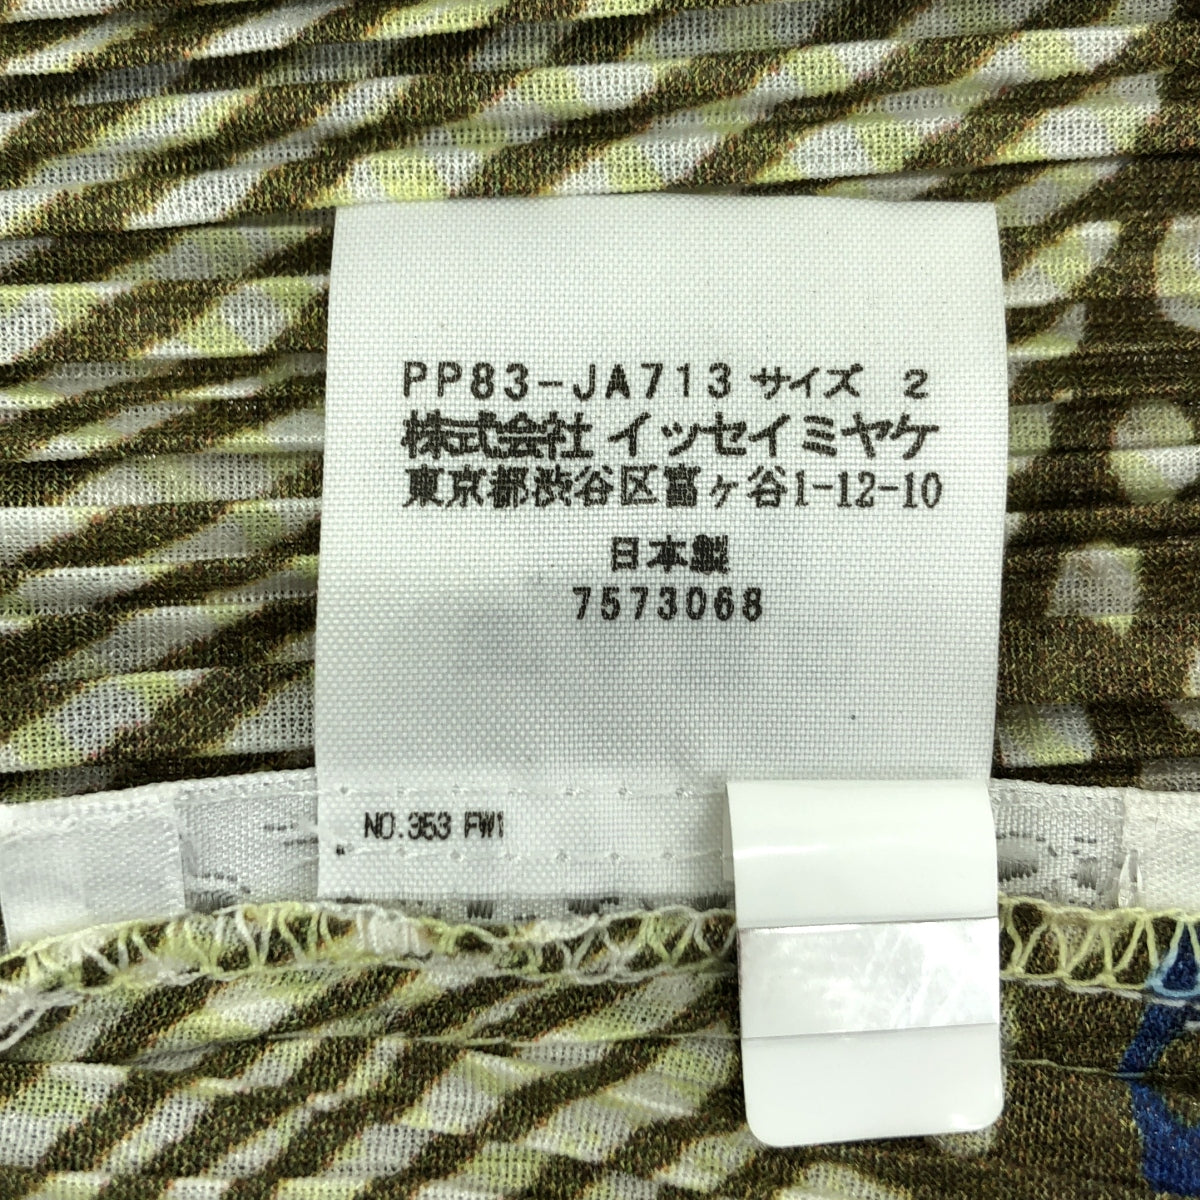 PP83-JA713 サイズ 2
株式会社 イッセイミヤケ
東京都渋谷区富ヶ谷1-12-10
日本製
7573068
NO.353 FW1